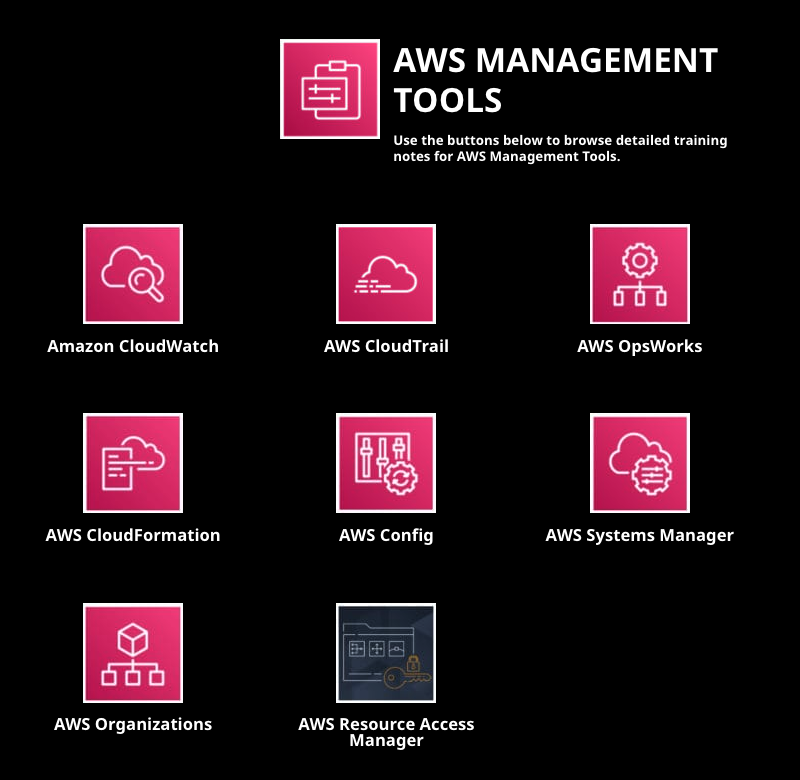 AWS MANAGEMENT
TOOLS
Use the buttons below to browse detailed training
notes for AWS Management Tools.
Amazon CloudWatch
AWS CloudTrail
AWS OpsWorks
AWS CloudFormation
AWS Config
AWS Systems Manager
AWS Organizations
AWS Resource Access
Manager